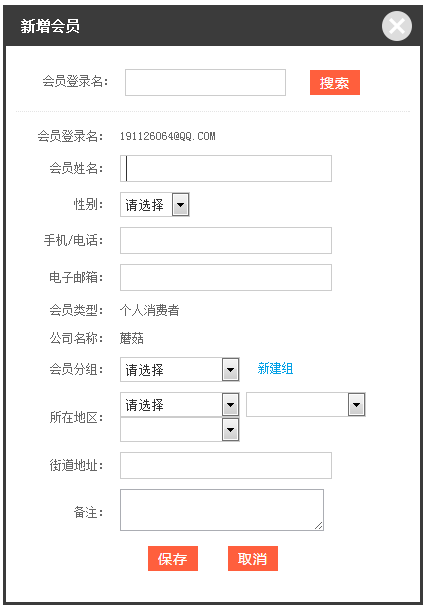 新增会员
会员登录名： 搜索
会员登录名： 191126064@QQ.COM
会员姓名：
性别： 请选择
手机/电话：
电子邮箱：
会员类型： 个人消费者
公司名称： 蘑菇
会员分组： 请选择 新建组
所在地区： 请选择
街道地址：
备注：
保存 取消